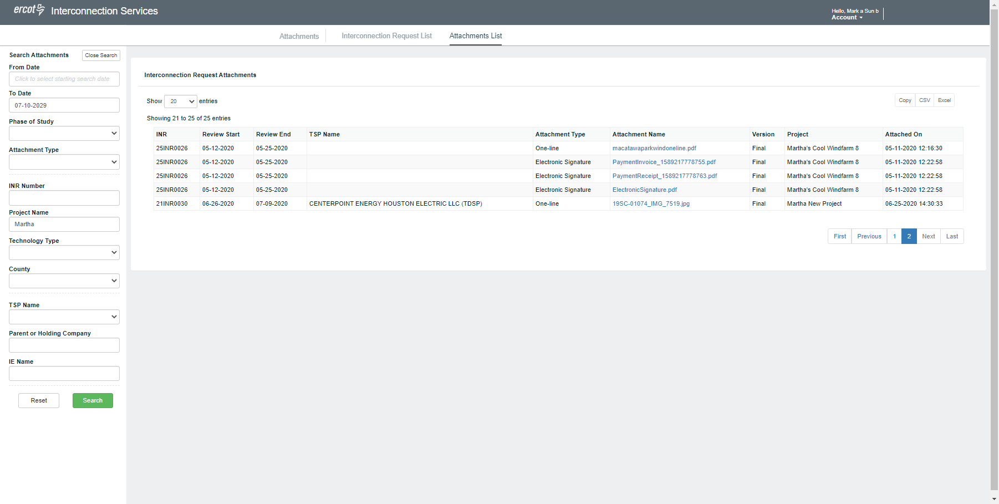 ercot Interconnection Services
Hello, Mark a Sun b
Account
Attachments Interconnection Request List Attachments List
Search Attachments Close Search
From Date
Click to select starting search date
To Date
07-10-2029
Phase of Study
Attachment Type
INR Number
Project Name
Martha
Technology Type
County
TSP Name
Parent or Holding Company
IE Name
Reset Search
Interconnection Request Attachments
Show 20 entries Copy CSV Excel
Showing 21 to 25 of 25 entries
INR Review Start Review End TSP Name Attachment Type Attachment Name Version Project Attached On
25INR0026 05-12-2020 05-25-2020 One-line macatawaparkwindoneline.pdf Final Martha's Cool Windfarm 8 05-11-2020 12:16:30
25INR0026 05-12-2020 05-25-2020 Electronic Signature PaymentInvoice_1589217778755.pdf Final Martha's Cool Windfarm 8 05-11-2020 12:22:58
25INR0026 05-12-2020 05-25-2020 Electronic Signature PaymentReceipt_1589217778763.pdf Final Martha's Cool Windfarm 8 05-11-2020 12:22:58
25INR0026 05-12-2020 05-25-2020 Electronic Signature ElectronicSignature.pdf Final Martha's Cool Windfarm 8 05-11-2020 12:22:58
21INR0030 06-26-2020 07-09-2020 CENTERPOINT ENERGY HOUSTON ELECTRIC LLC (TDSP) One-line 19SC-01074_IMG_7519.jpg Final Martha New Project 06-25-2020 14:30:33
First Previous 1 2 Next Last